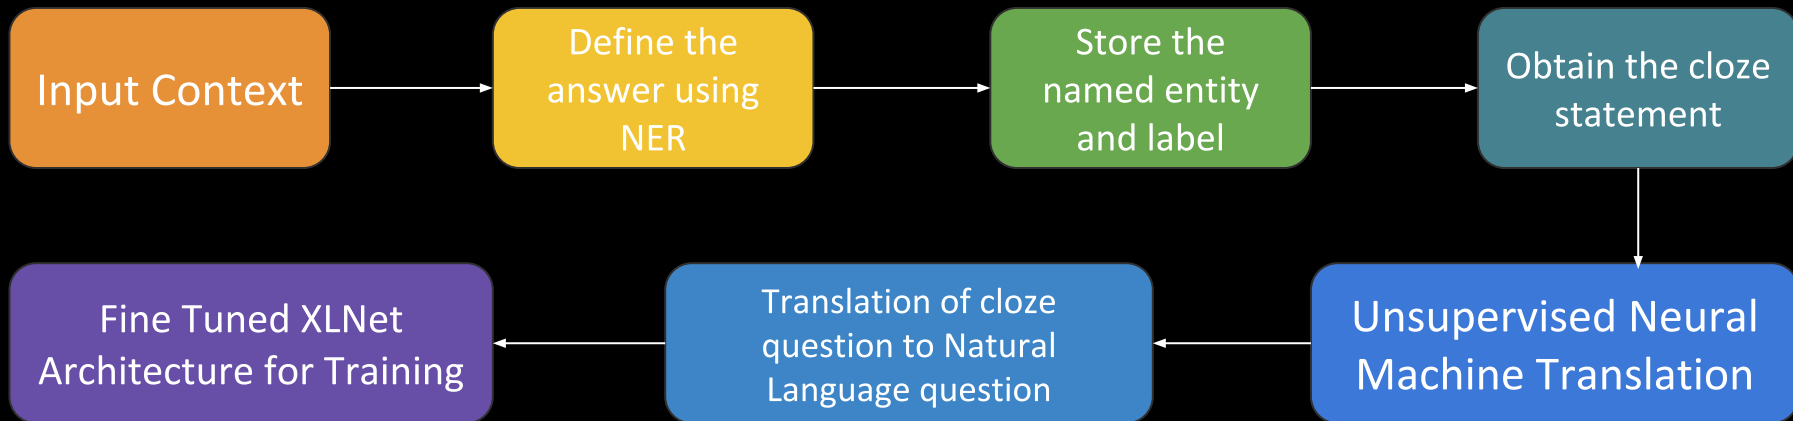 Input Context
Define the
answer using
NER
Store the
named entity
and label
Obtain the cloze
statement
Unsupervised Neural
Machine Translation
Translation of cloze
question to Natural
Language question
Fine Tuned XLNet
Architecture for Training